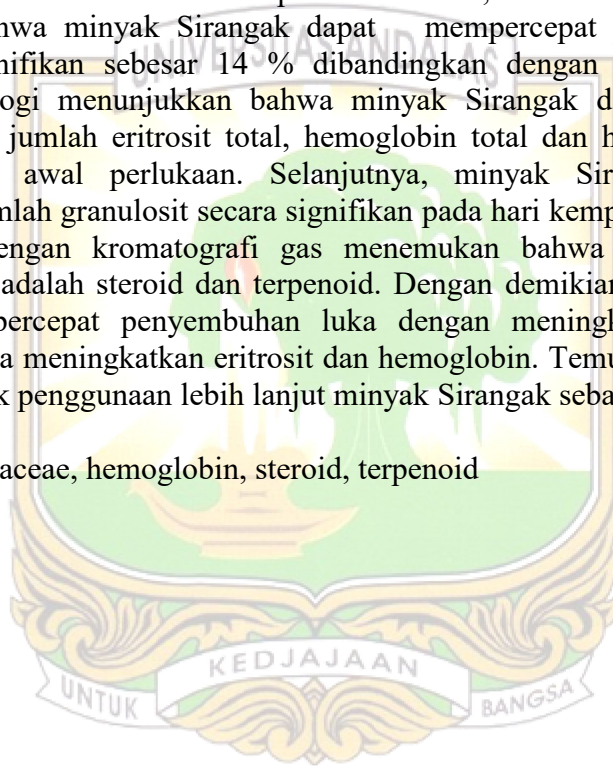 hwa minyak Sirangak dapat mempercepat
UNIVERSITAS ANDALAS
nifikan sebesar 14 % dibandingkan dengan
ogi menunjukkan bahwa minyak Sirangak d
jumlah eritrosit total, hemoglobin total dan h
awal perlukaan. Selanjutnya, minyak Sir
mlah granulosit secara signifikan pada hari kemp
engan kromatografi gas menemukan bahwa
adalah steroid dan terpenoid. Dengan demikian
percepat penyembuhan luka dengan meningk
a meningkatkan eritrosit dan hemoglobin. Temu
k penggunaan lebih lanjut minyak Sirangak seba
aceae, hemoglobin, steroid, terpenoid
KEDJAJAAN
UNTUK
BANGSA